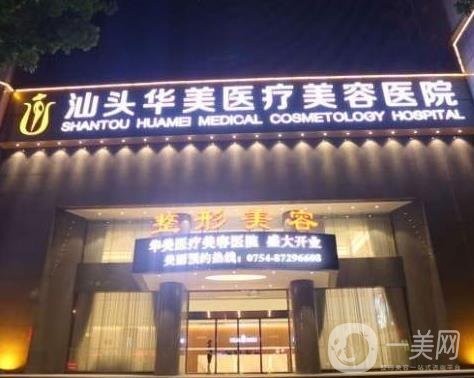 汕头华美医疗美容医院
SHANTOU HUAMEI MEDICAL COSMETOLOGY HOSPITAL
整形美容
华美医疗美容医院 盛大开业
美丽预约热线：0754-87296608
一美网